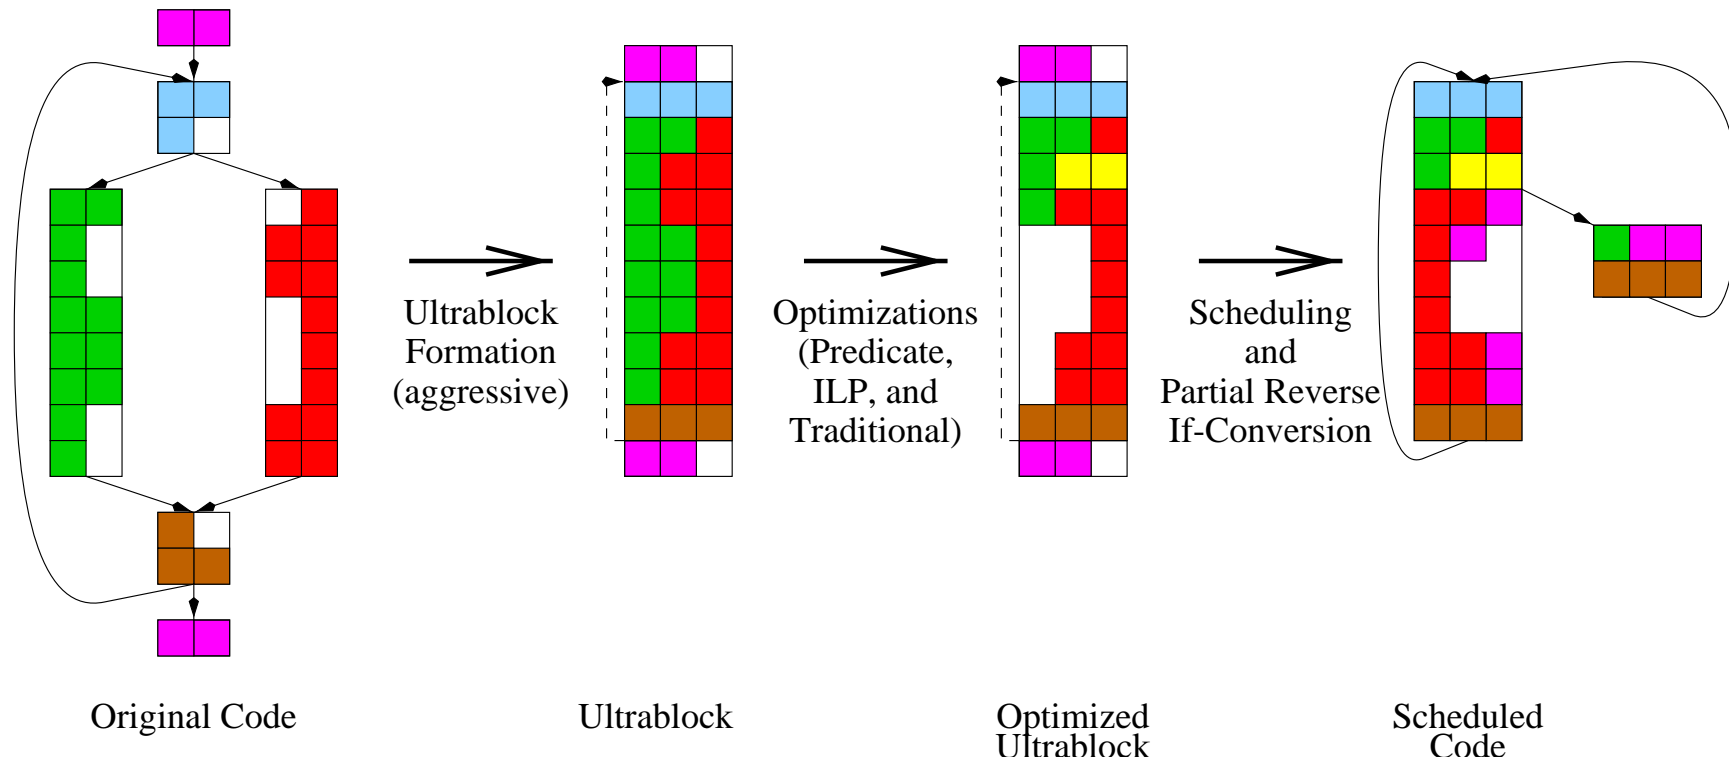 Ultrablock
Formation
(aggressive)
Optimizations
(Predicate,
ILP, and
Traditional)
Scheduling
and
Partial Reverse
If-Conversion
Original Code
Ultrablock
Optimized
Ultrablock
Scheduled
Code